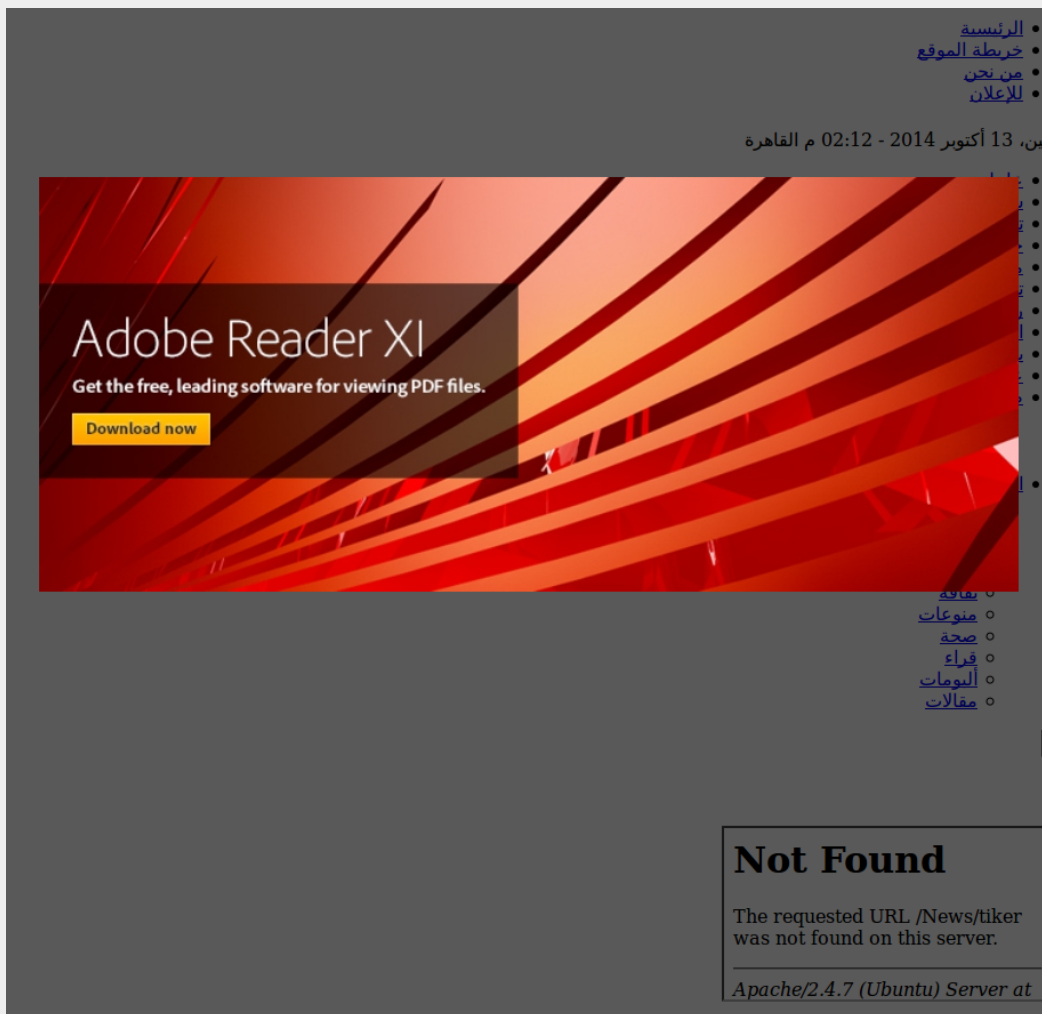 الرئيسية
خريطة الموقع
من نحن
للإعلان
13 أكتوبر 2014 - 02:12 م القاهرة
Adobe Reader XI
Get the free, leading software for viewing PDF files.
Download now
ثقافة
منوعات
صحة
قراء
ألبومات
مقالات
Not Found
The requested URL /News/tiker
was not found on this server.
Apache/2.4.7 (Ubuntu) Server at